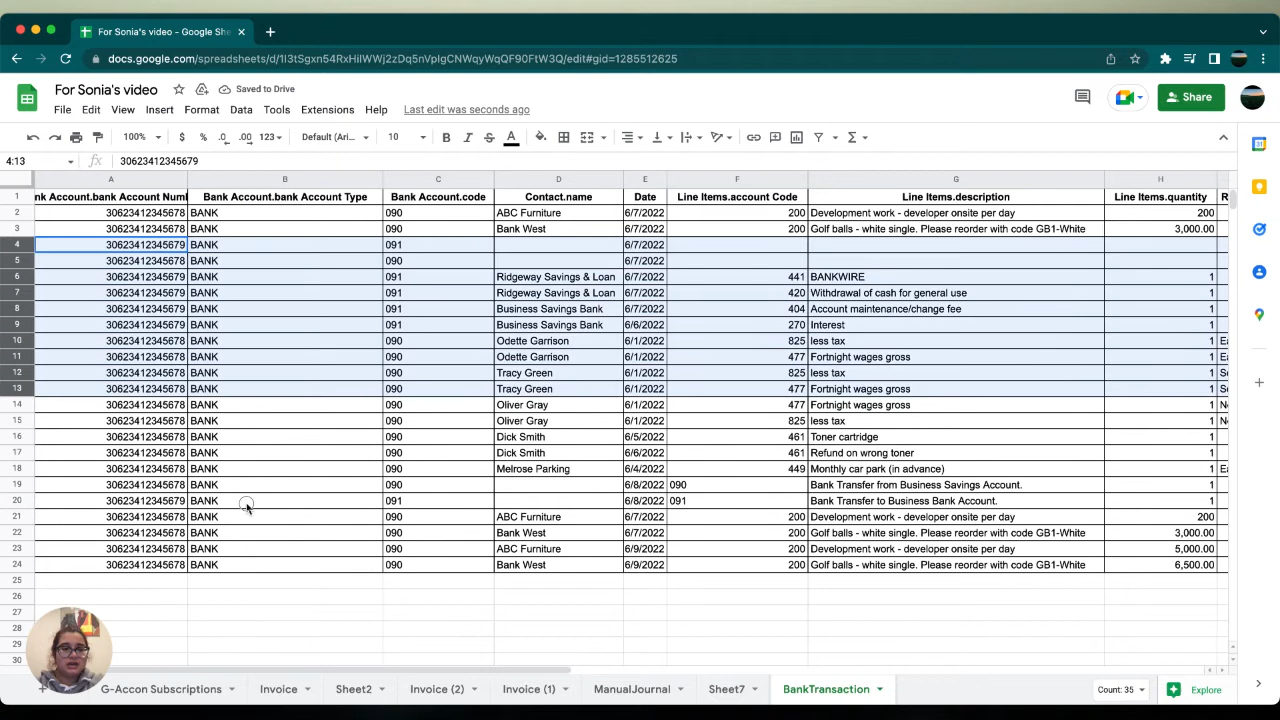 For Sonia's video - Google She
docs.google.com/spreadsheets/d/1I3tSgxn54RxHiIWWj2zDq5nVpIgCNWqyWqQF90FtW3Q/edit#gid=1285512625
For Sonia's video Saved to Drive
File Edit View Insert Format Data Tools Extensions Help Last edit was seconds ago
Share
100% $ % .0 .00 123 Default (Ari... 10 B I S A
4:13 fx 30623412345679
A B C D E F G H
1 nk Account.bank Account Num Bank Account.bank Account Type Bank Account.code Contact.name Date Line Items.account Code Line Items.description Line Items.quantity R
2 30623412345678 BANK 090 ABC Furniture 6/7/2022 200 Development work - developer onsite per day 200
3 30623412345678 BANK 090 Bank West 6/7/2022 200 Golf balls - white single. Please reorder with code GB1-White 3,000.00
4 30623412345679 BANK 091 6/7/2022
5 30623412345678 BANK 090 6/7/2022
6 30623412345679 BANK 091 Ridgeway Savings & Loan 6/7/2022 441 BANKWIRE 1
7 30623412345679 BANK 091 Ridgeway Savings & Loan 6/7/2022 420 Withdrawal of cash for general use 1
8 30623412345679 BANK 091 Business Savings Bank 6/7/2022 404 Account maintenance/change fee 1
9 30623412345679 BANK 091 Business Savings Bank 6/6/2022 270 Interest 1
10 30623412345678 BANK 090 Odette Garrison 6/1/2022 825 less tax 1 Ea
11 30623412345678 BANK 090 Odette Garrison 6/1/2022 477 Fortnight wages gross 1 Ea
12 30623412345678 BANK 090 Tracy Green 6/1/2022 825 less tax 1 So
13 30623412345678 BANK 090 Tracy Green 6/1/2022 477 Fortnight wages gross 1 So
14 30623412345678 BANK 090 Oliver Gray 6/1/2022 477 Fortnight wages gross 1 No
15 30623412345678 BANK 090 Oliver Gray 6/1/2022 825 less tax 1 No
16 30623412345678 BANK 090 Dick Smith 6/5/2022 461 Toner cartridge 1
17 30623412345678 BANK 090 Dick Smith 6/6/2022 461 Refund on wrong toner 1
18 30623412345678 BANK 090 Melrose Parking 6/4/2022 449 Monthly car park (in advance) 1 Ea
19 30623412345678 BANK 090 6/8/2022 090 Bank Transfer from Business Savings Account. 1
20 30623412345679 BANK 091 6/8/2022 091 Bank Transfer to Business Bank Account. 1
21 30623412345678 BANK 090 ABC Furniture 6/7/2022 200 Development work - developer onsite per day 200
22 30623412345678 BANK 090 Bank West 6/7/2022 200 Golf balls - white single. Please reorder with code GB1-White 3,000.00
23 30623412345678 BANK 090 ABC Furniture 6/9/2022 200 Development work - developer onsite per day 5,000.00
24 30623412345678 BANK 090 Bank West 6/9/2022 200 Golf balls - white single. Please reorder with code GB1-White 6,500.00
25
26
27
28
29
30
G-Accon Subscriptions Invoice Sheet2 Invoice (2) Invoice (1) ManualJournal Sheet7 BankTransaction Count: 35 Explore